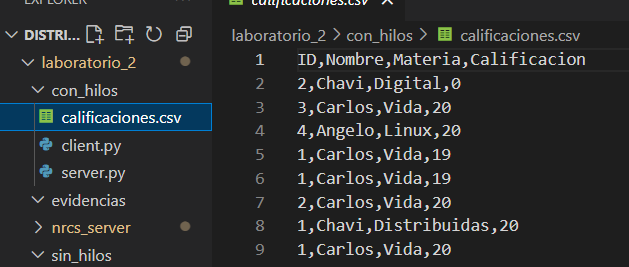 EXPLORER
calificaciones.csv
DISTRI...
laboratorio_2 > con_hilos > calificaciones.csv
laboratorio_2
con_hilos
calificaciones.csv
client.py
server.py
evidencias
nrcs_server
sin_hilos
1 ID,Nombre,Materia,Calificacion
2 2,Chavi,Digital,0
3 3,Carlos,Vida,20
4 4,Angelo,Linux,20
5 1,Carlos,Vida,19
6 1,Carlos,Vida,19
7 2,Carlos,Vida,20
8 1,Chavi,Distribuidas,20
9 1,Carlos,Vida,20